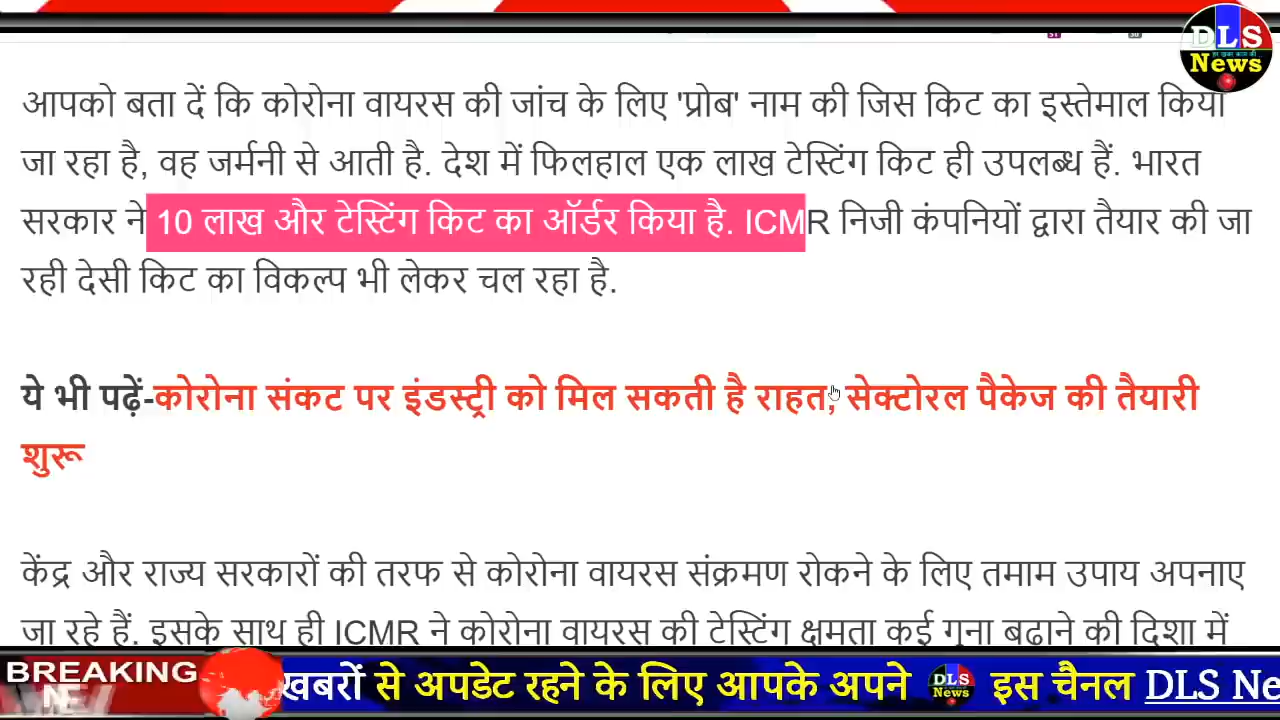 DLS
News
आपको बता दें कि कोरोना वायरस की जांच के लिए 'प्रोब' नाम की जिस किट का इस्तेमाल किया
जा रहा है, वह जर्मनी से आती है. देश में फिलहाल एक लाख टेस्टिंग किट ही उपलब्ध हैं. भारत
सरकार ने 10 लाख और टेस्टिंग किट का ऑर्डर किया है. ICMR निजी कंपनियों द्वारा तैयार की जा
रही देसी किट का विकल्प भी लेकर चल रहा है.
ये भी पढ़ें-कोरोना संकट पर इंडस्ट्री को मिल सकती है राहत, सेक्टोरल पैकेज की तैयारी
शुरू
केंद्र और राज्य सरकारों की तरफ से कोरोना वायरस संक्रमण रोकने के लिए तमाम उपाय अपनाए
जा रहे हैं. इसके साथ ही ICMR ने कोरोना वायरस की टेस्टिंग क्षमता कई गुना बढ़ाने की दिशा में
BREAKING
NE
खबरों से अपडेट रहने के लिए आपके अपने DLS News इस चैनल DLS Ne